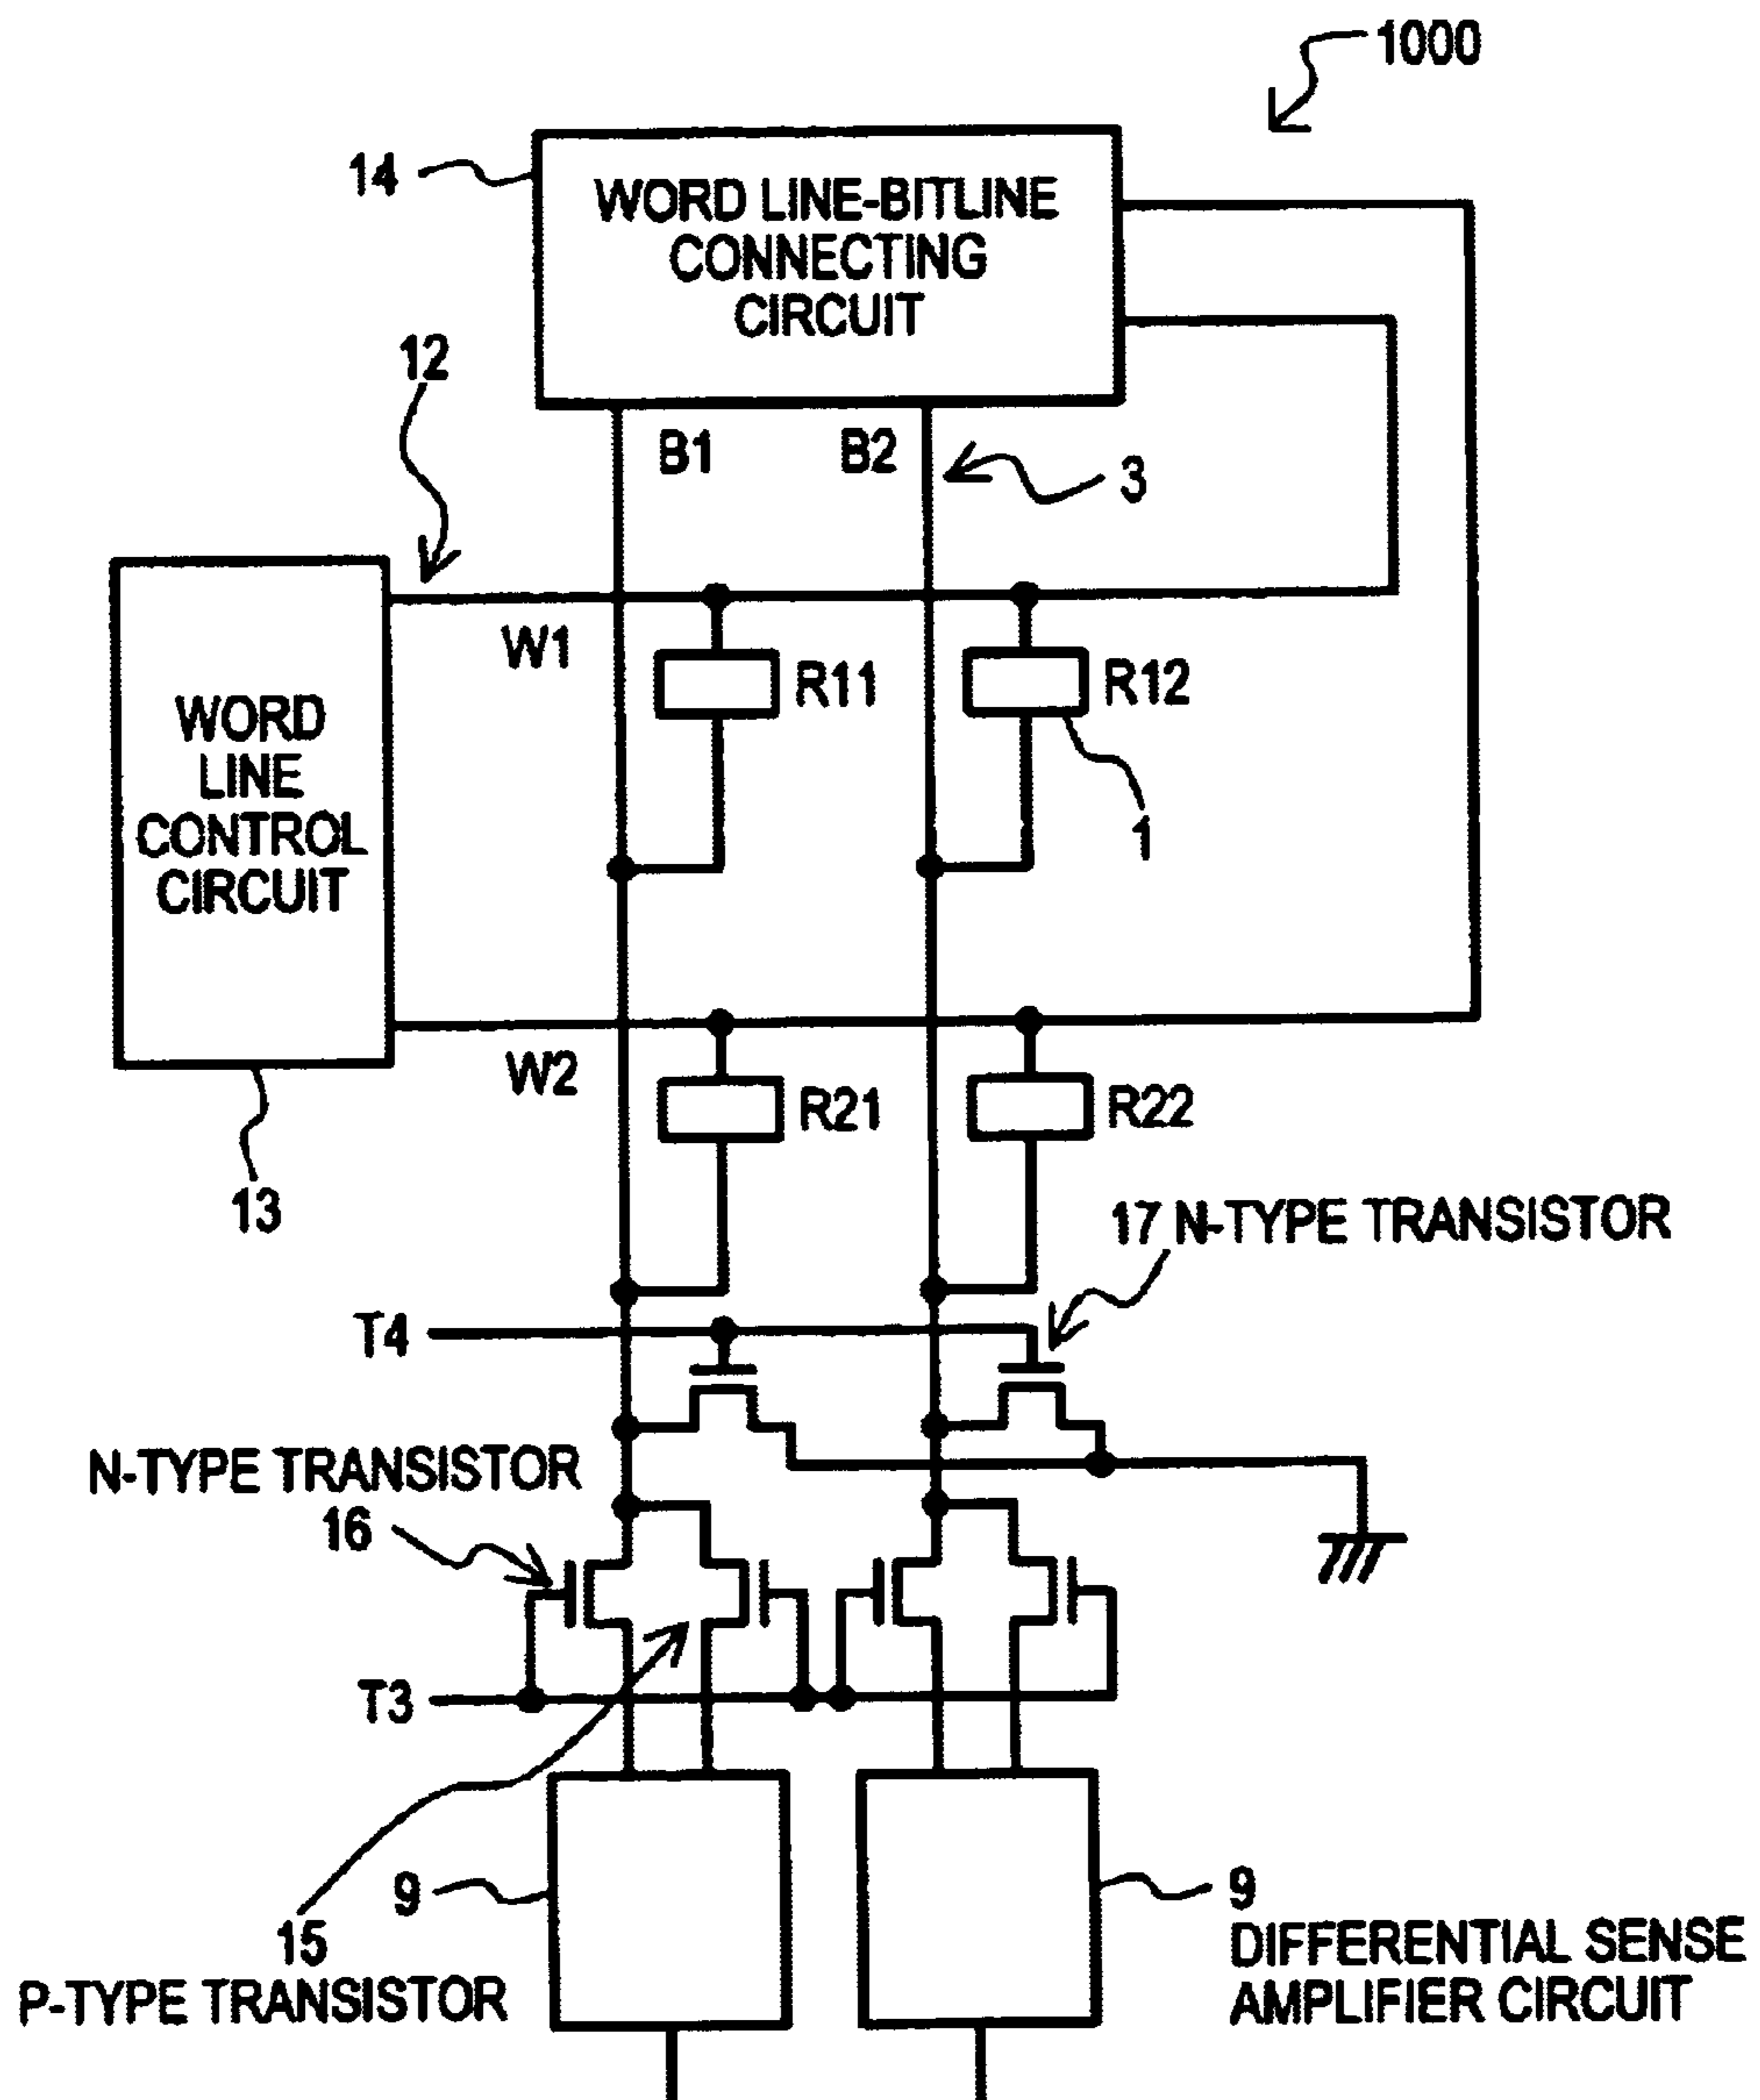 1000
14
WORD LINE-BITLINE
CONNECTING
CIRCUIT
12
B1
B2
3
W1
R11
R12
WORD
LINE
CONTROL
CIRCUIT
1
W2
R21
R22
13
17 N-TYPE TRANSISTOR
T4
N-TYPE TRANSISTOR
16
T3
9
9
DIFFERENTIAL SENSE
AMPLIFIER CIRCUIT
15
P-TYPE TRANSISTOR